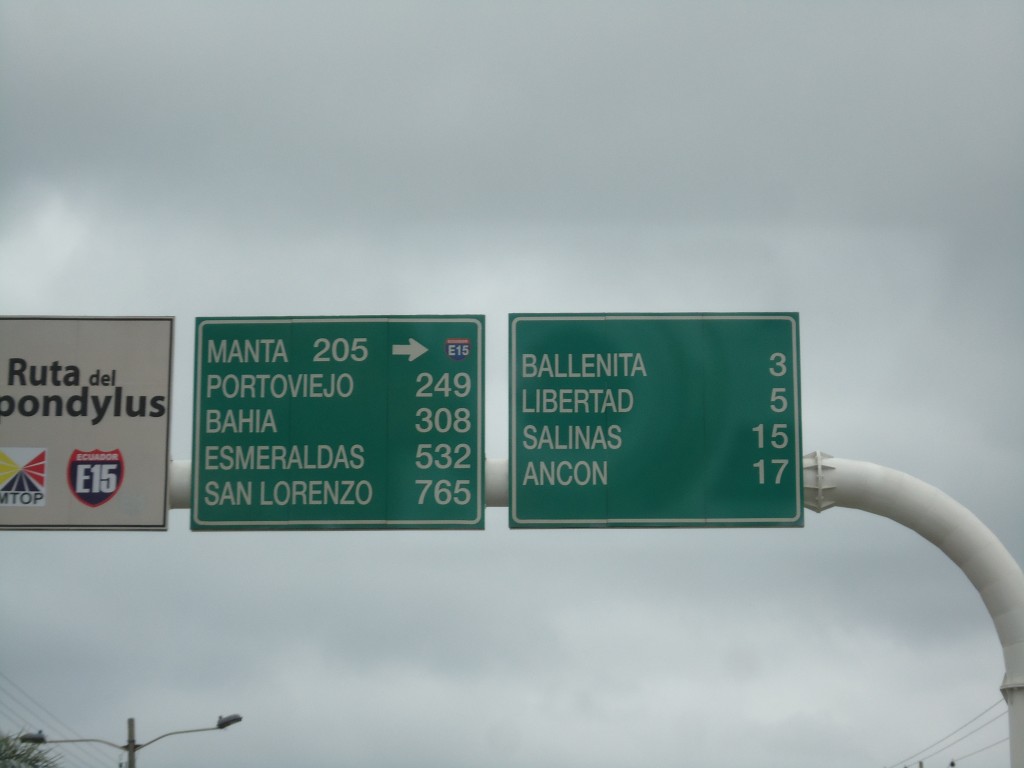 Ruta del
pondylus
MTOP
ECUADOR
E15
MANTA 205 E15
PORTOVIEJO 249
BAHIA 308
ESMERALDAS 532
SAN LORENZO 765
BALLENITA 3
LIBERTAD 5
SALINAS 15
ANCON 17